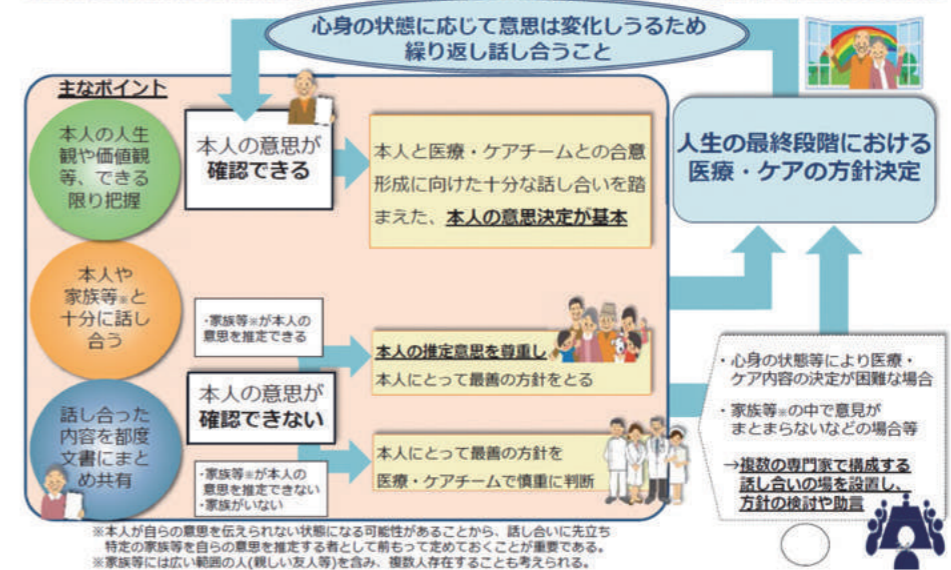 心身の状態に応じて意思は変化しうるため
繰り返し話し合うこと
主なポイント
本人の人生
観や価値観
等、できる
限り把握
本人や
家族等※と
十分に話し
合う
話し合った
内容を都度
文書にまと
め共有
本人の意思が
確認できる
本人と医療・ケアチームとの合意
形成に向けた十分な話し合いを踏
まえた、本人の意思決定が基本
・家族等※が本人の
意思を推定できる
本人の推定意思を尊重し
本人にとって最善の方針をとる
本人の意思が
確認できない
・家族等※が本人の
意思を推定できない
・家族がいない
本人にとって最善の方針を
医療・ケアチームで慎重に判断
人生の最終段階における
医療・ケアの方針決定
・心身の状態等により医療・
ケア内容の決定が困難な場合
・家族等※の中で意見が
まとまらないなどの場合等
→複数の専門家で構成する
話し合いの場を設置し、
方針の検討や助言
※本人が自らの意思を伝えられない状態になる可能性があることから、話し合いに先立ち
特定の家族等を自らの意思を推定する者として前もって定めておくことが重要である。
※家族等には広い範囲の人(親しい友人等)を含み、複数人存在することも考えられる。